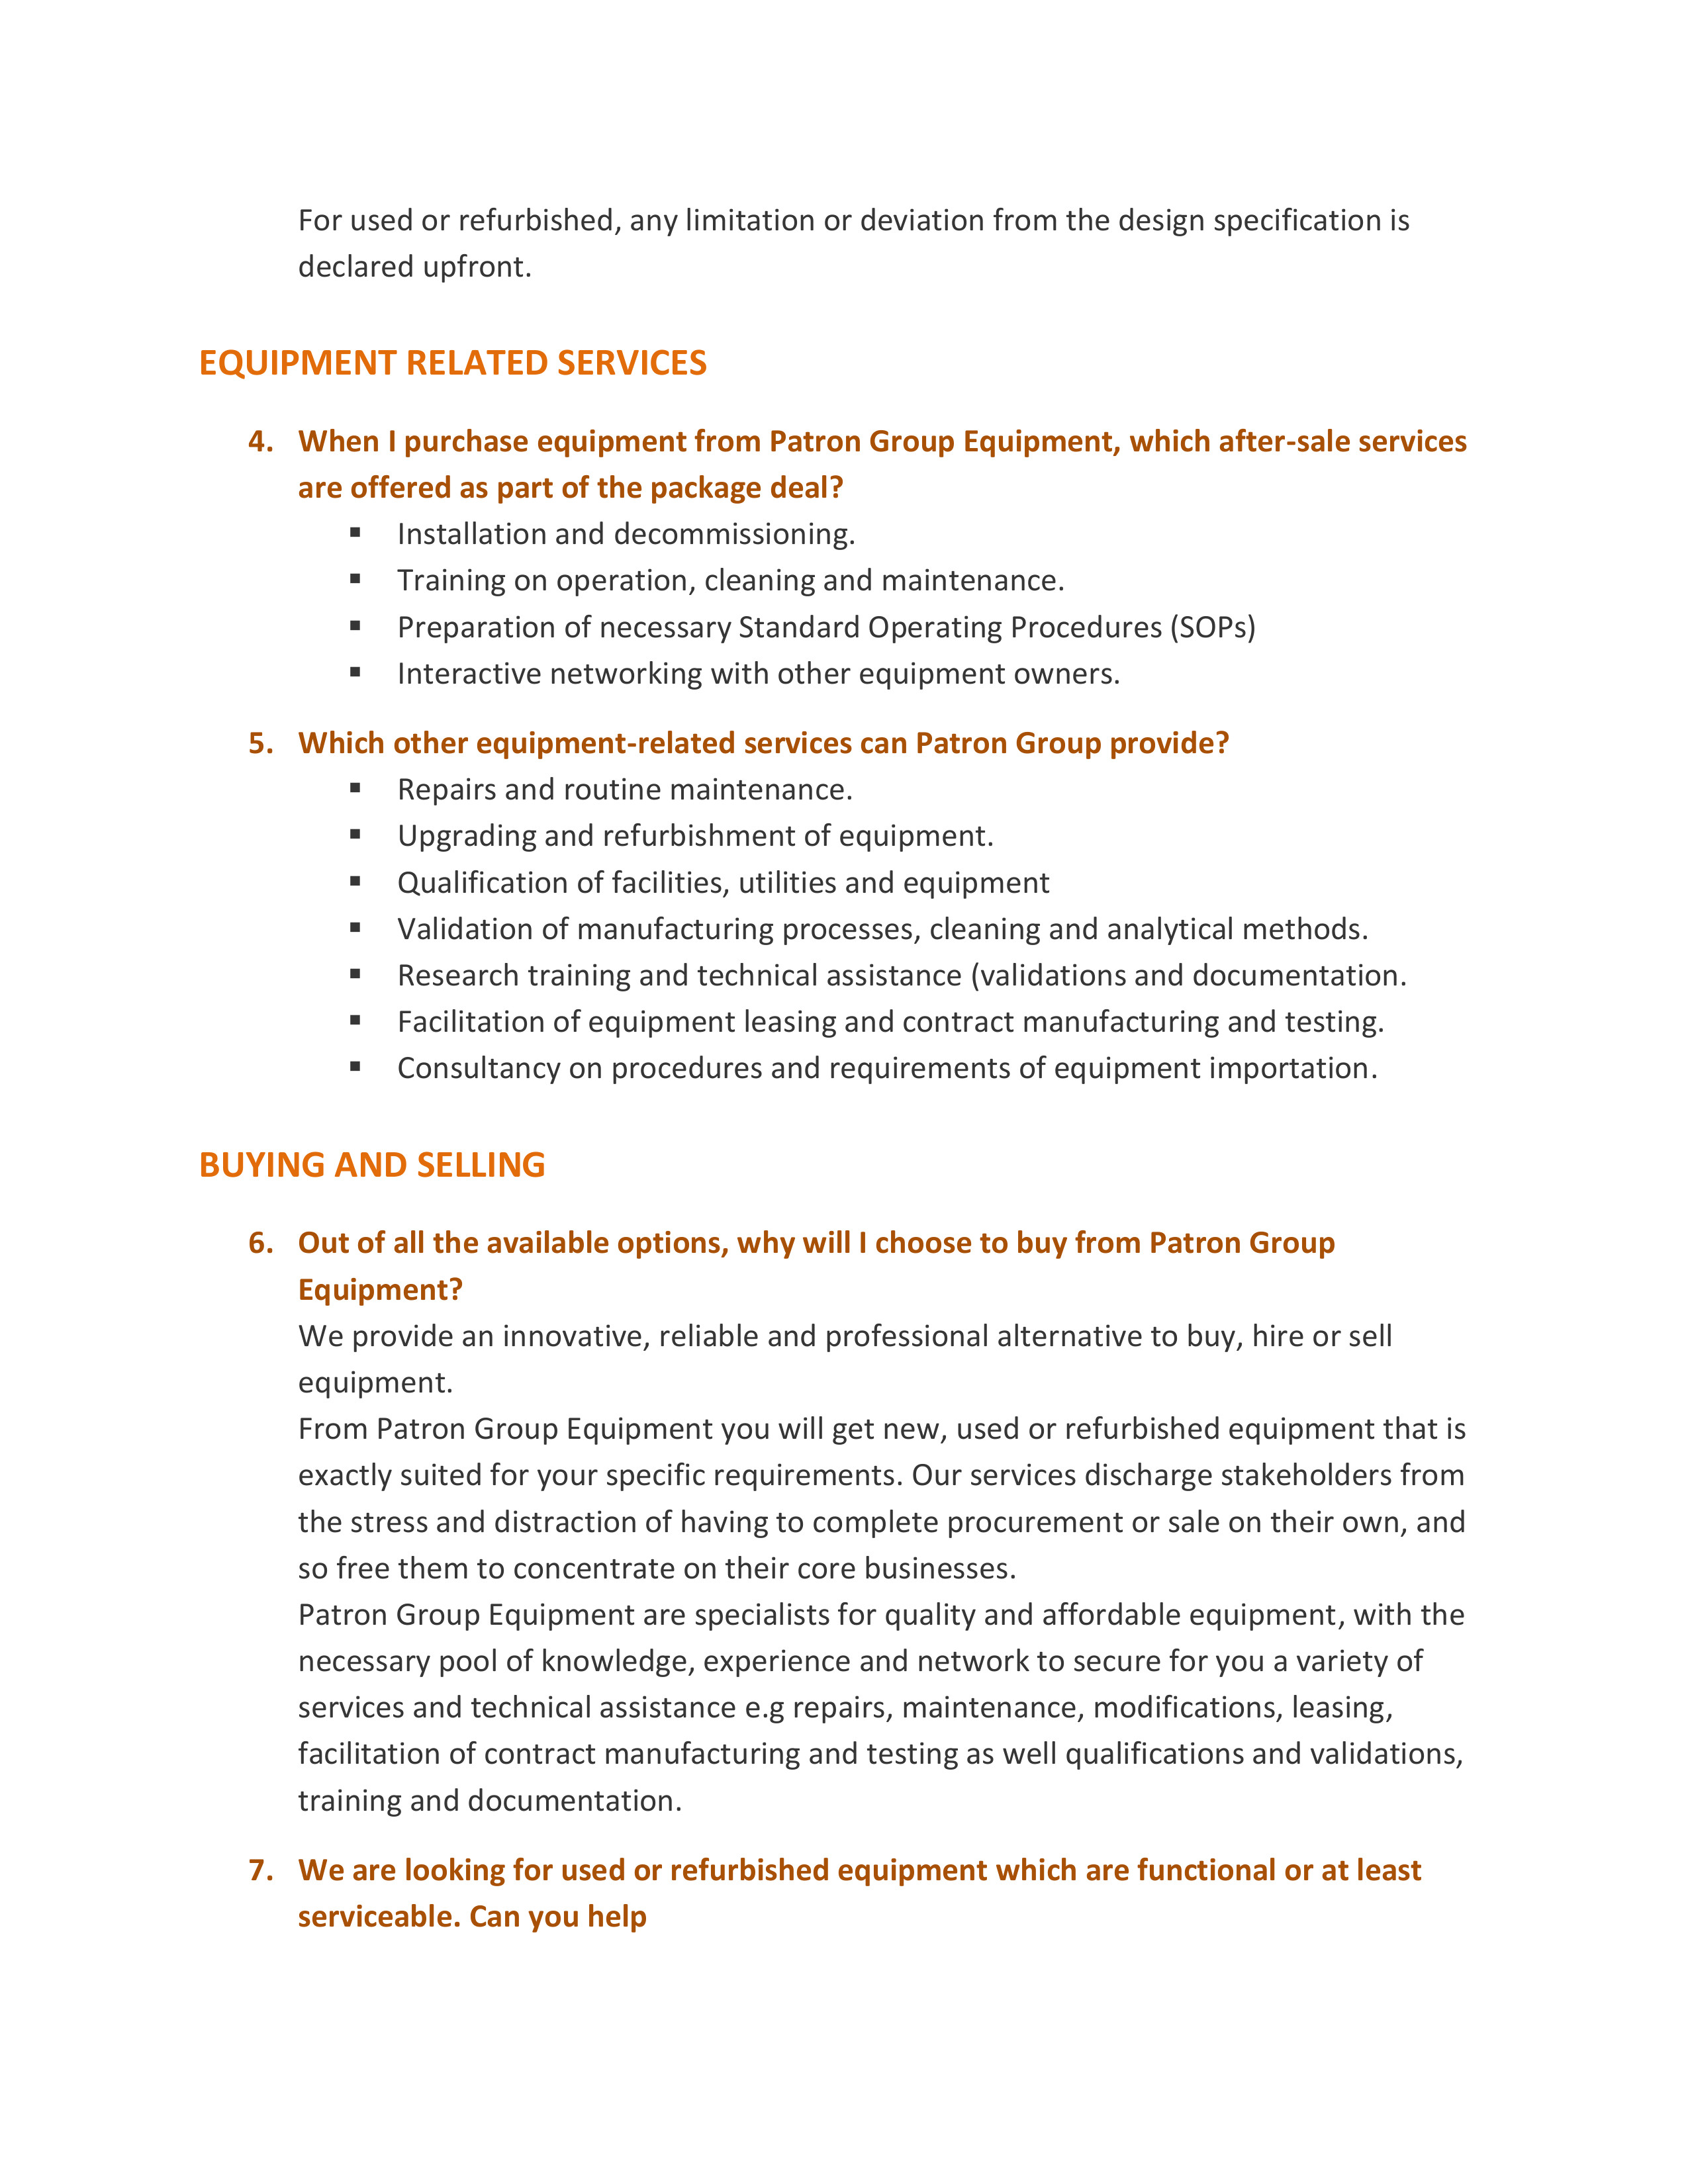 For used or refurbished, any limitation or deviation from the design specification is
declared upfront.
EQUIPMENT RELATED SERVICES
4. When I purchase equipment from Patron Group Equipment, which after-sale services
are offered as part of the package deal?
▪ Installation and decommissioning.
▪ Training on operation, cleaning and maintenance.
▪ Preparation of necessary Standard Operating Procedures (SOPs)
▪ Interactive networking with other equipment owners.
5. Which other equipment-related services can Patron Group provide?
▪ Repairs and routine maintenance.
▪ Upgrading and refurbishment of equipment.
▪ Qualification of facilities, utilities and equipment
▪ Validation of manufacturing processes, cleaning and analytical methods.
▪ Research training and technical assistance (validations and documentation.
▪ Facilitation of equipment leasing and contract manufacturing and testing.
▪ Consultancy on procedures and requirements of equipment importation.
BUYING AND SELLING
6. Out of all the available options, why will I choose to buy from Patron Group
Equipment?
We provide an innovative, reliable and professional alternative to buy, hire or sell
equipment.
From Patron Group Equipment you will get new, used or refurbished equipment that is
exactly suited for your specific requirements. Our services discharge stakeholders from
the stress and distraction of having to complete procurement or sale on their own, and
so free them to concentrate on their core businesses.
Patron Group Equipment are specialists for quality and affordable equipment, with the
necessary pool of knowledge, experience and network to secure for you a variety of
services and technical assistance e.g repairs, maintenance, modifications, leasing,
facilitation of contract manufacturing and testing as well qualifications and validations,
training and documentation.
7. We are looking for used or refurbished equipment which are functional or at least
serviceable. Can you help